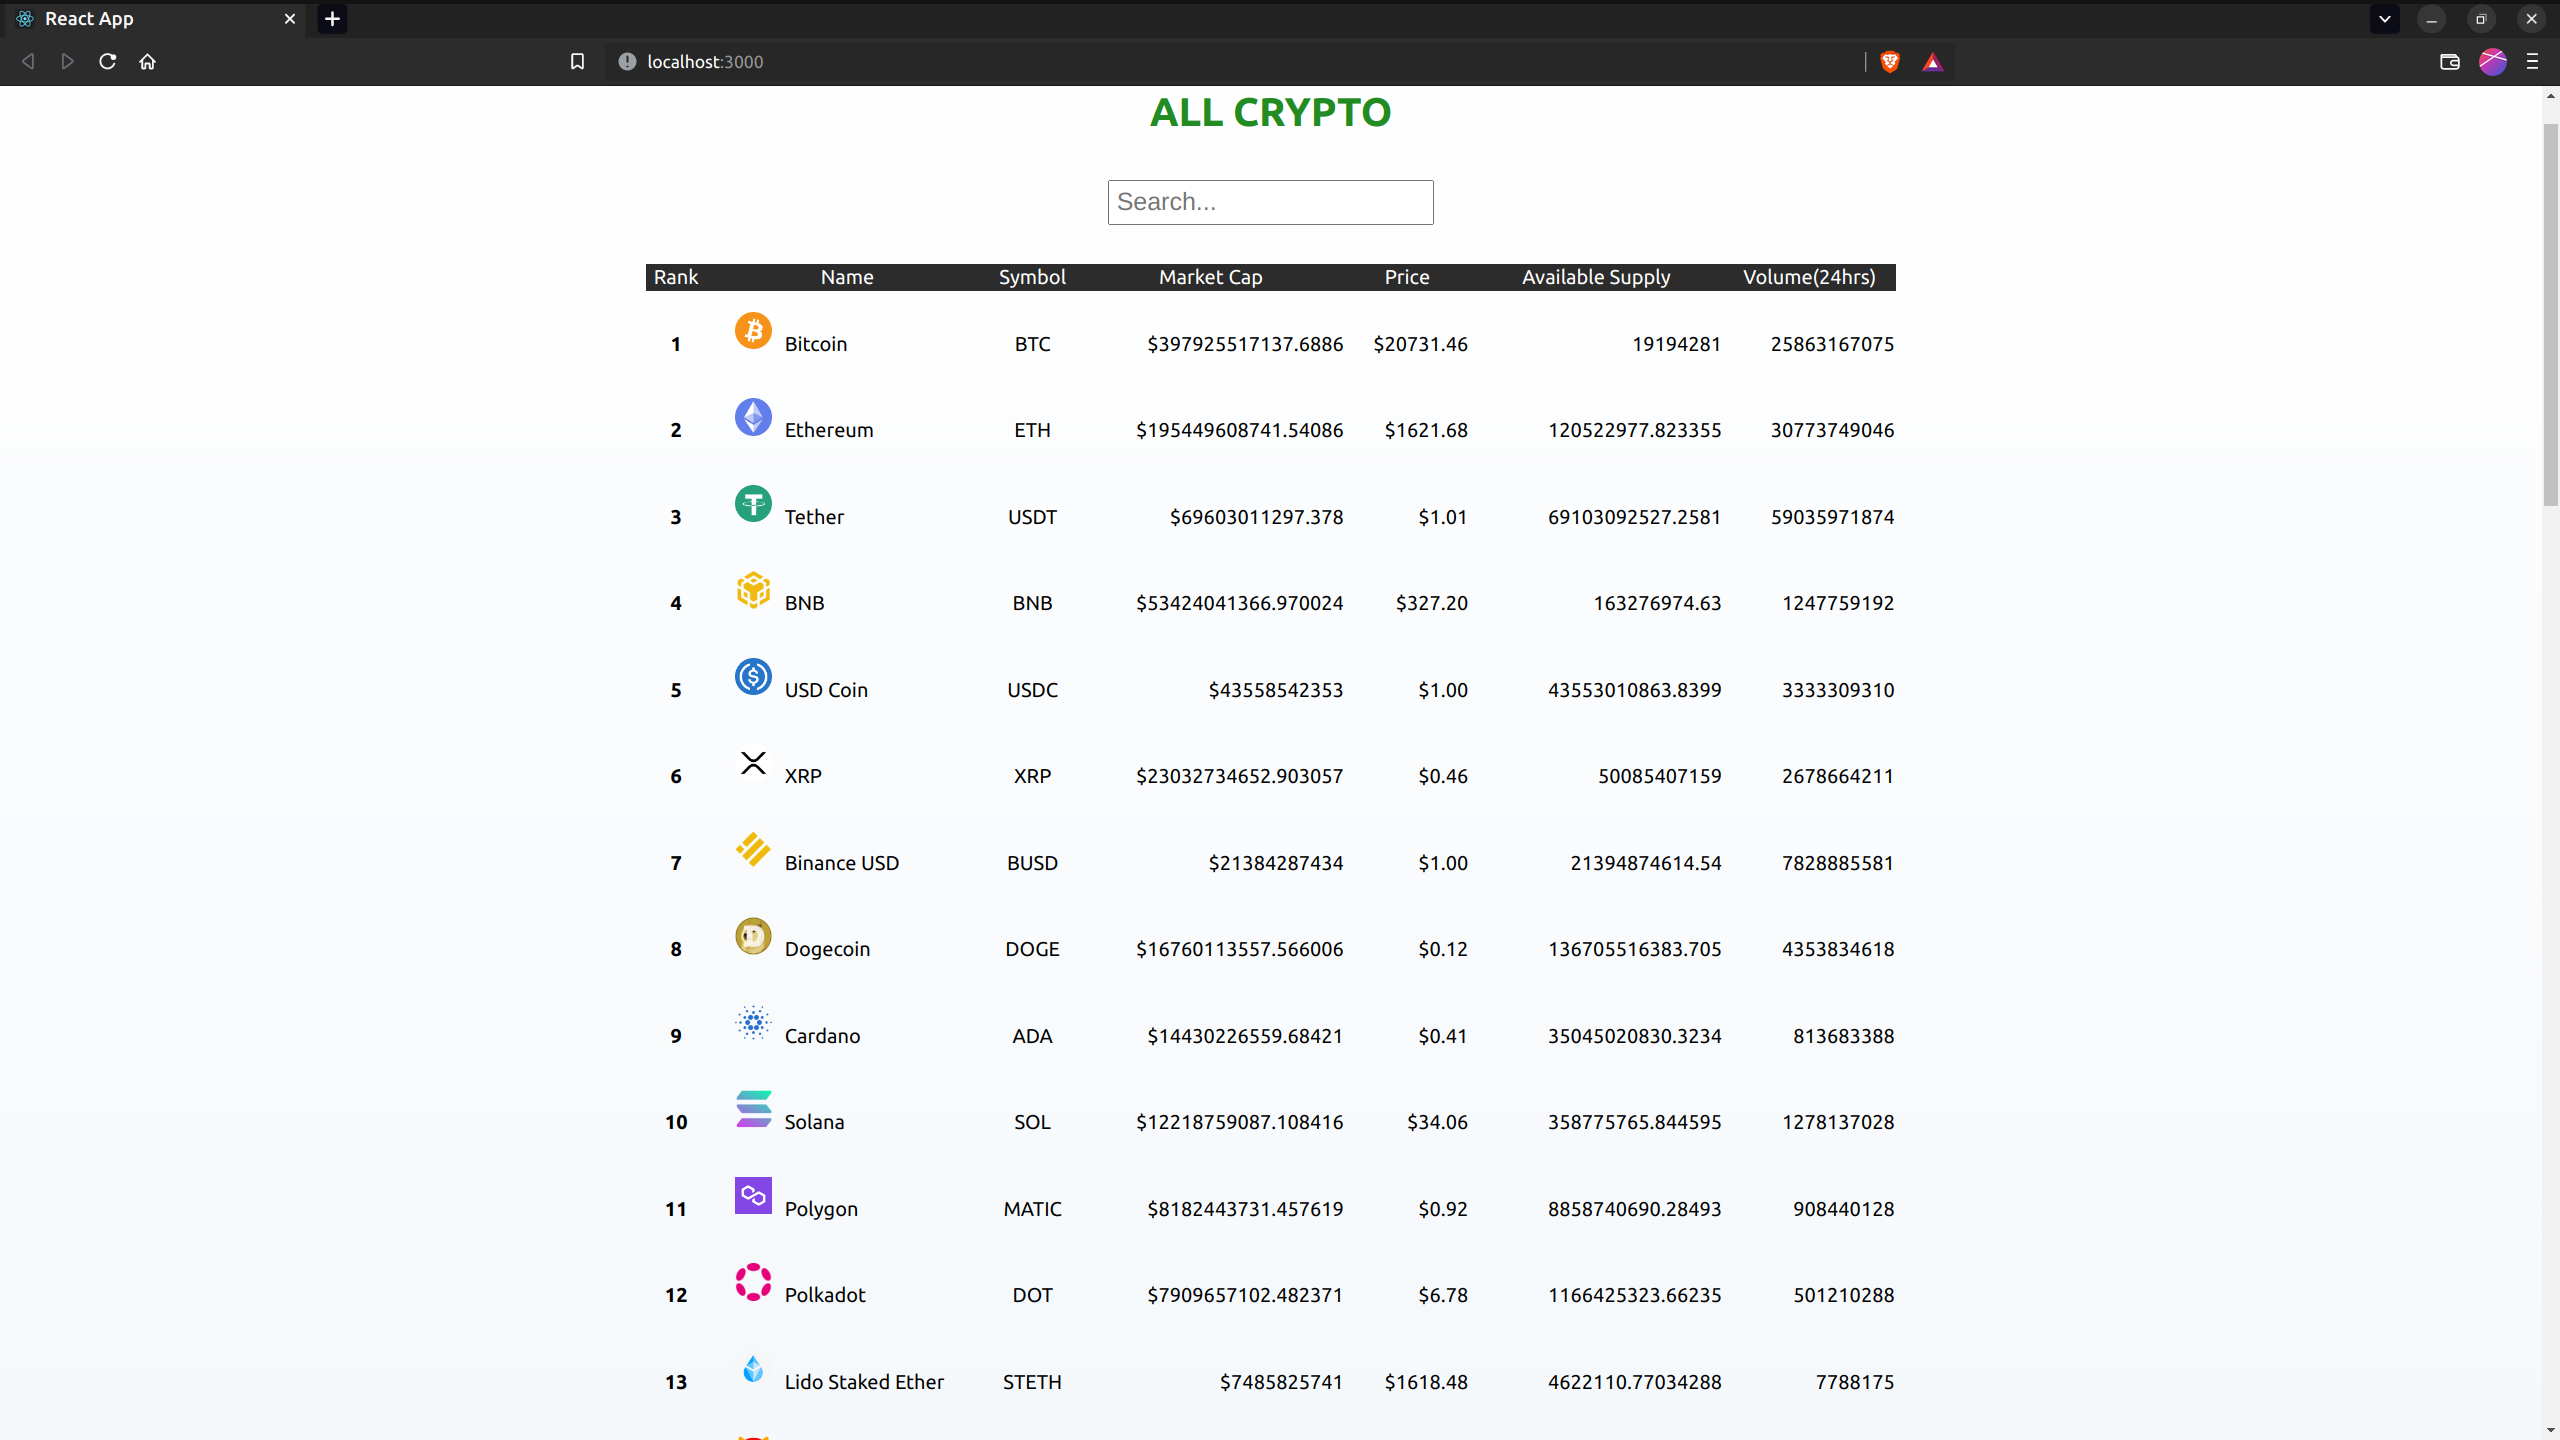 React App
localhost:3000
ALL CRYPTO
Search...
Rank Name Symbol Market Cap Price Available Supply Volume(24hrs)
1 Bitcoin BTC $397925517137.6886 $20731.46 19194281 25863167075
2 Ethereum ETH $195449608741.54086 $1621.68 120522977.823355 30773749046
3 Tether USDT $69603011297.378 $1.01 69103092527.2581 59035971874
4 BNB BNB $53424041366.970024 $327.20 163276974.63 1247759192
5 USD Coin USDC $43558542353 $1.00 43553010863.8399 3333309310
6 XRP XRP $23032734652.903057 $0.46 50085407159 2678664211
7 Binance USD BUSD $21384287434 $1.00 21394874614.54 7828885581
8 Dogecoin DOGE $16760113557.566006 $0.12 136705516383.705 4353834618
9 Cardano ADA $14430226559.68421 $0.41 35045020830.3234 813683388
10 Solana SOL $12218759087.108416 $34.06 358775765.844595 1278137028
11 Polygon MATIC $8182443731.457619 $0.92 8858740690.28493 908440128
12 Polkadot DOT $7909657102.482371 $6.78 1166425323.66235 501210288
13 Lido Staked Ether STETH $7485825741 $1618.48 4622110.77034288 7788175